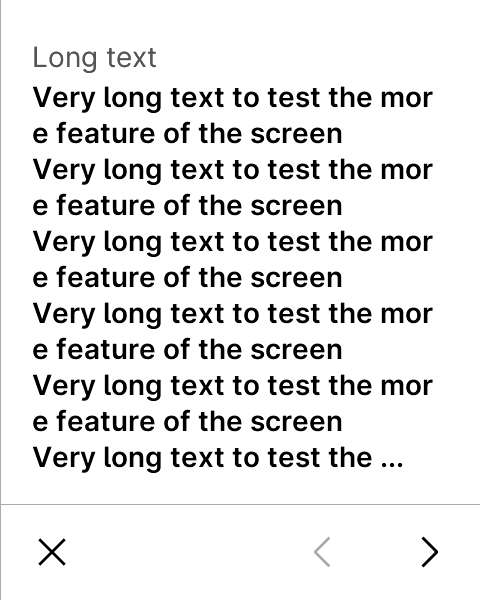 Long text
Very long text to test the mor
e feature of the screen
Very long text to test the mor
e feature of the screen
Very long text to test the mor
e feature of the screen
Very long text to test the mor
e feature of the screen
Very long text to test the mor
e feature of the screen
Very long text to test the ...